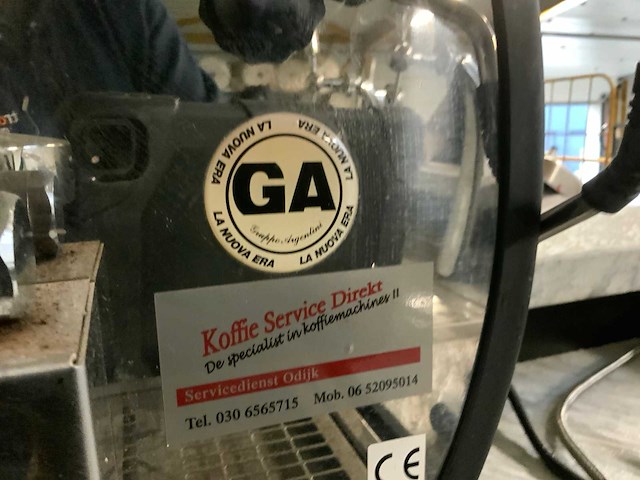 LA NUOVA ERA
LA NUOVA ERA
GA
Gruppo Argentini
LA NUOVA ERA
LA NUOVA ERA
Koffie Service Direkt
De specialist in koffiemachines !!
Servicedienst Odijk
Tel. 030 6565715 Mob. 06 52095014
CE